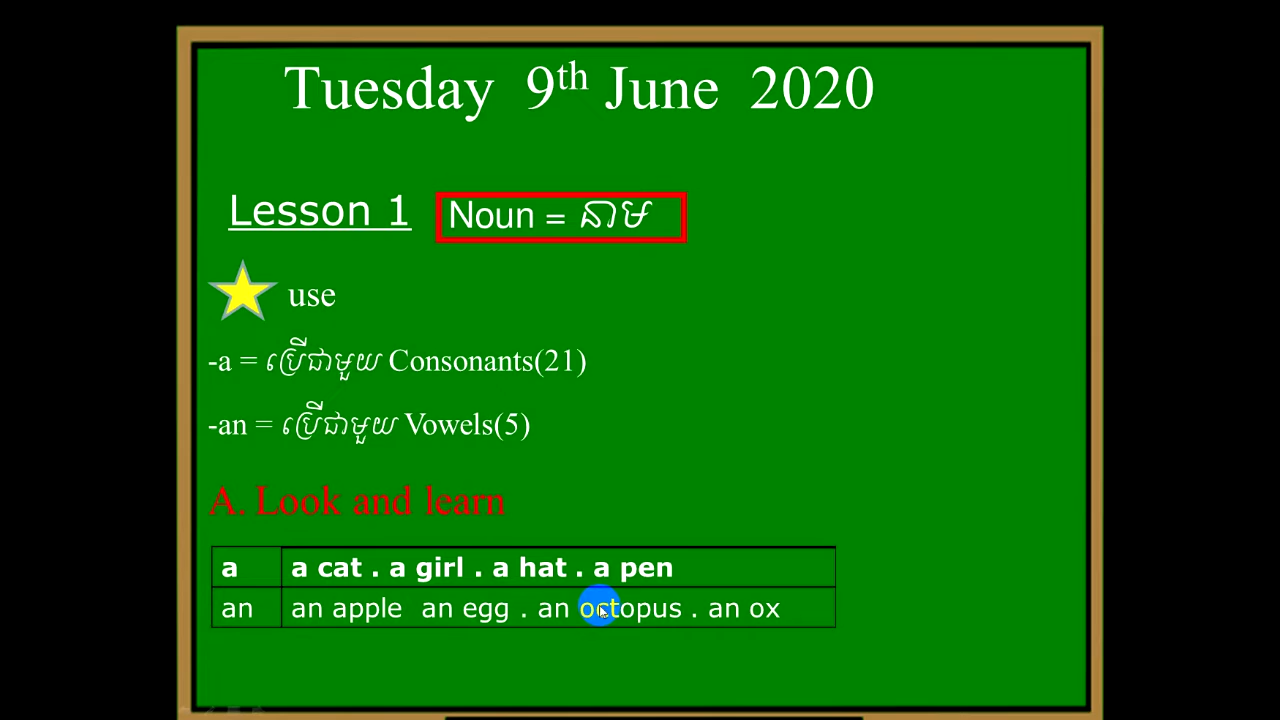 Tuesday 9th June 2020
Lesson 1 Noun = នាម
use
-a = ប្រើជាមួយ Consonants(21)
-an = ប្រើជាមួយ Vowels(5)
A. Look and learn
a a cat . a girl . a hat . a pen
an an apple an egg . an octopus . an ox